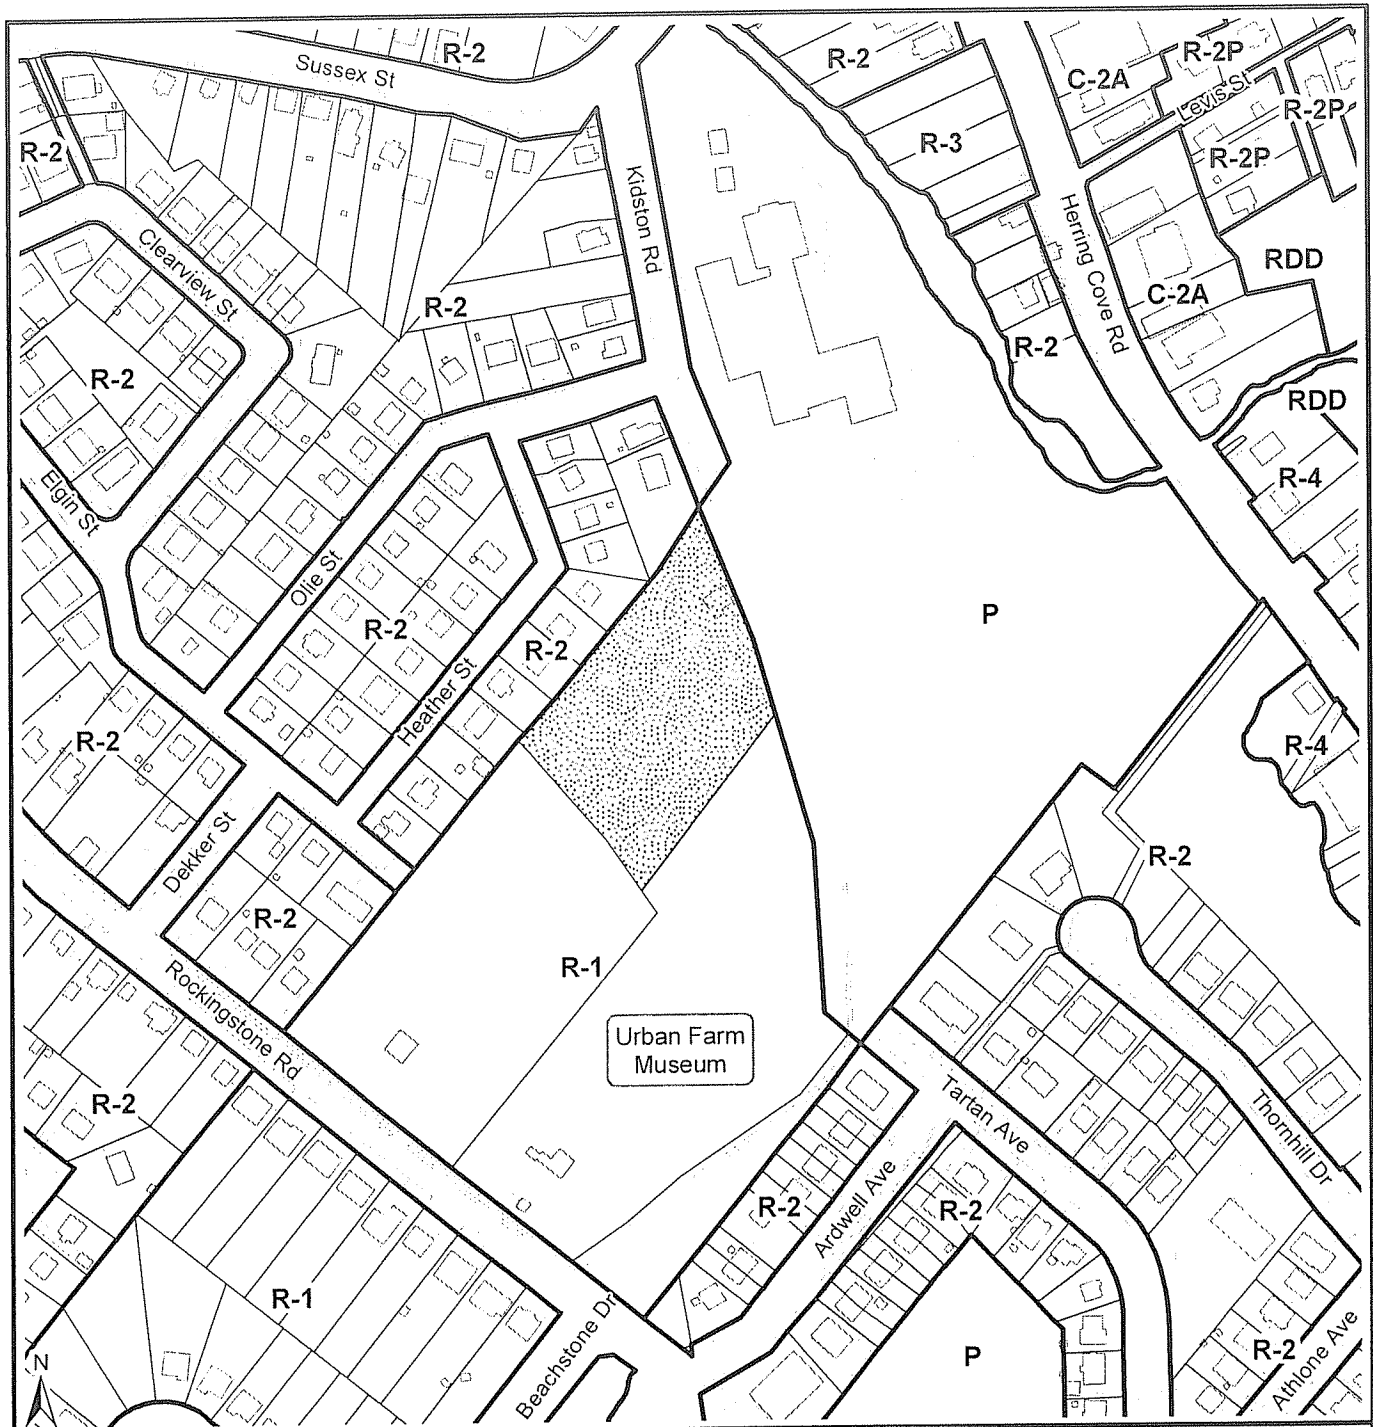 R-2
Sussex St
R-2
C-2A
R-2P
Levis St
R-2P
R-2
R-3
R-2P
Kidston Rd
Herring Cove Rd
Clearview St
RDD
R-2
C-2A
R-2
R-2
RDD
Elgin St
R-4
Olie St
P
R-2
R-2
Heather St
R-2
R-4
Dekker St
R-2
R-2
R-1
Rockingstone Rd
Urban Farm
Museum
R-2
Tartan Ave
Thornhill Dr
R-2
Ardwell Ave
R-2
R-1
Beachstone Dr
P
R-2
Athlone Ave
N